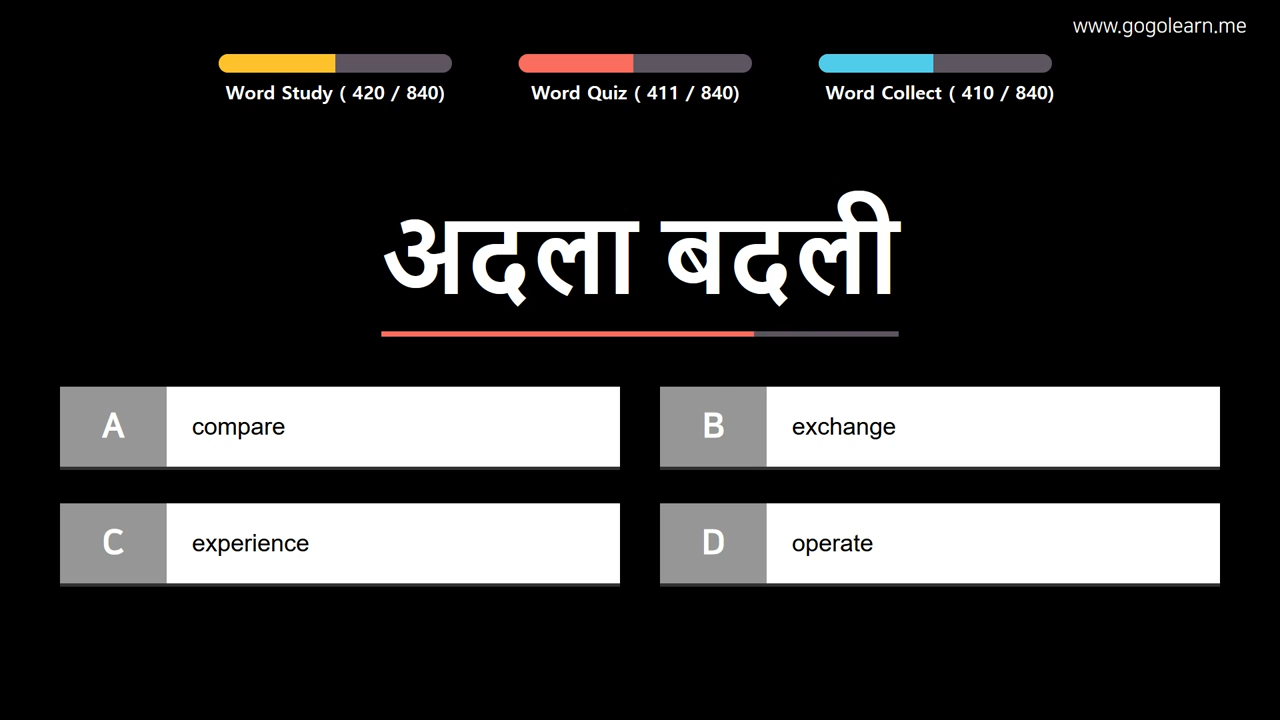 www.gogolearn.me
Word Study ( 420 / 840)
Word Quiz ( 411 / 840)
Word Collect ( 410 / 840)
अदला बदली
A compare
B exchange
C experience
D operate